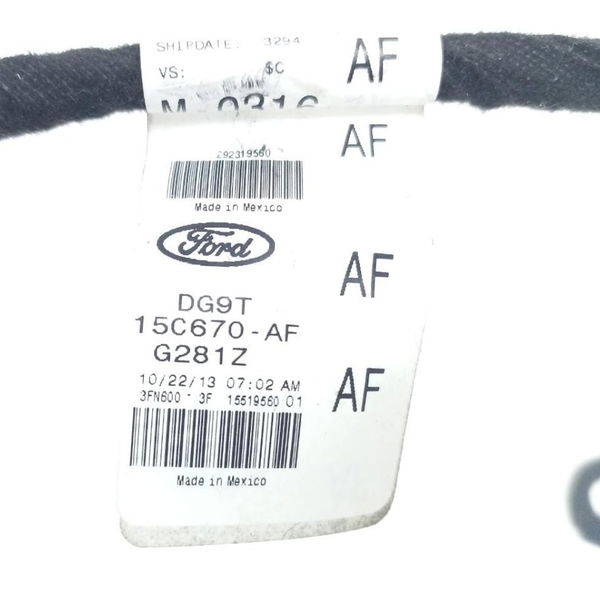 SHIPDATE: 3294
VS: $C AF
AF
292319560
Made in Mexico
Ford
AF
DG9T
15C670-AF
G281Z
10/22/13 07:02 AM
AF
3FN600 3F 15519560 01
Made in Mexico